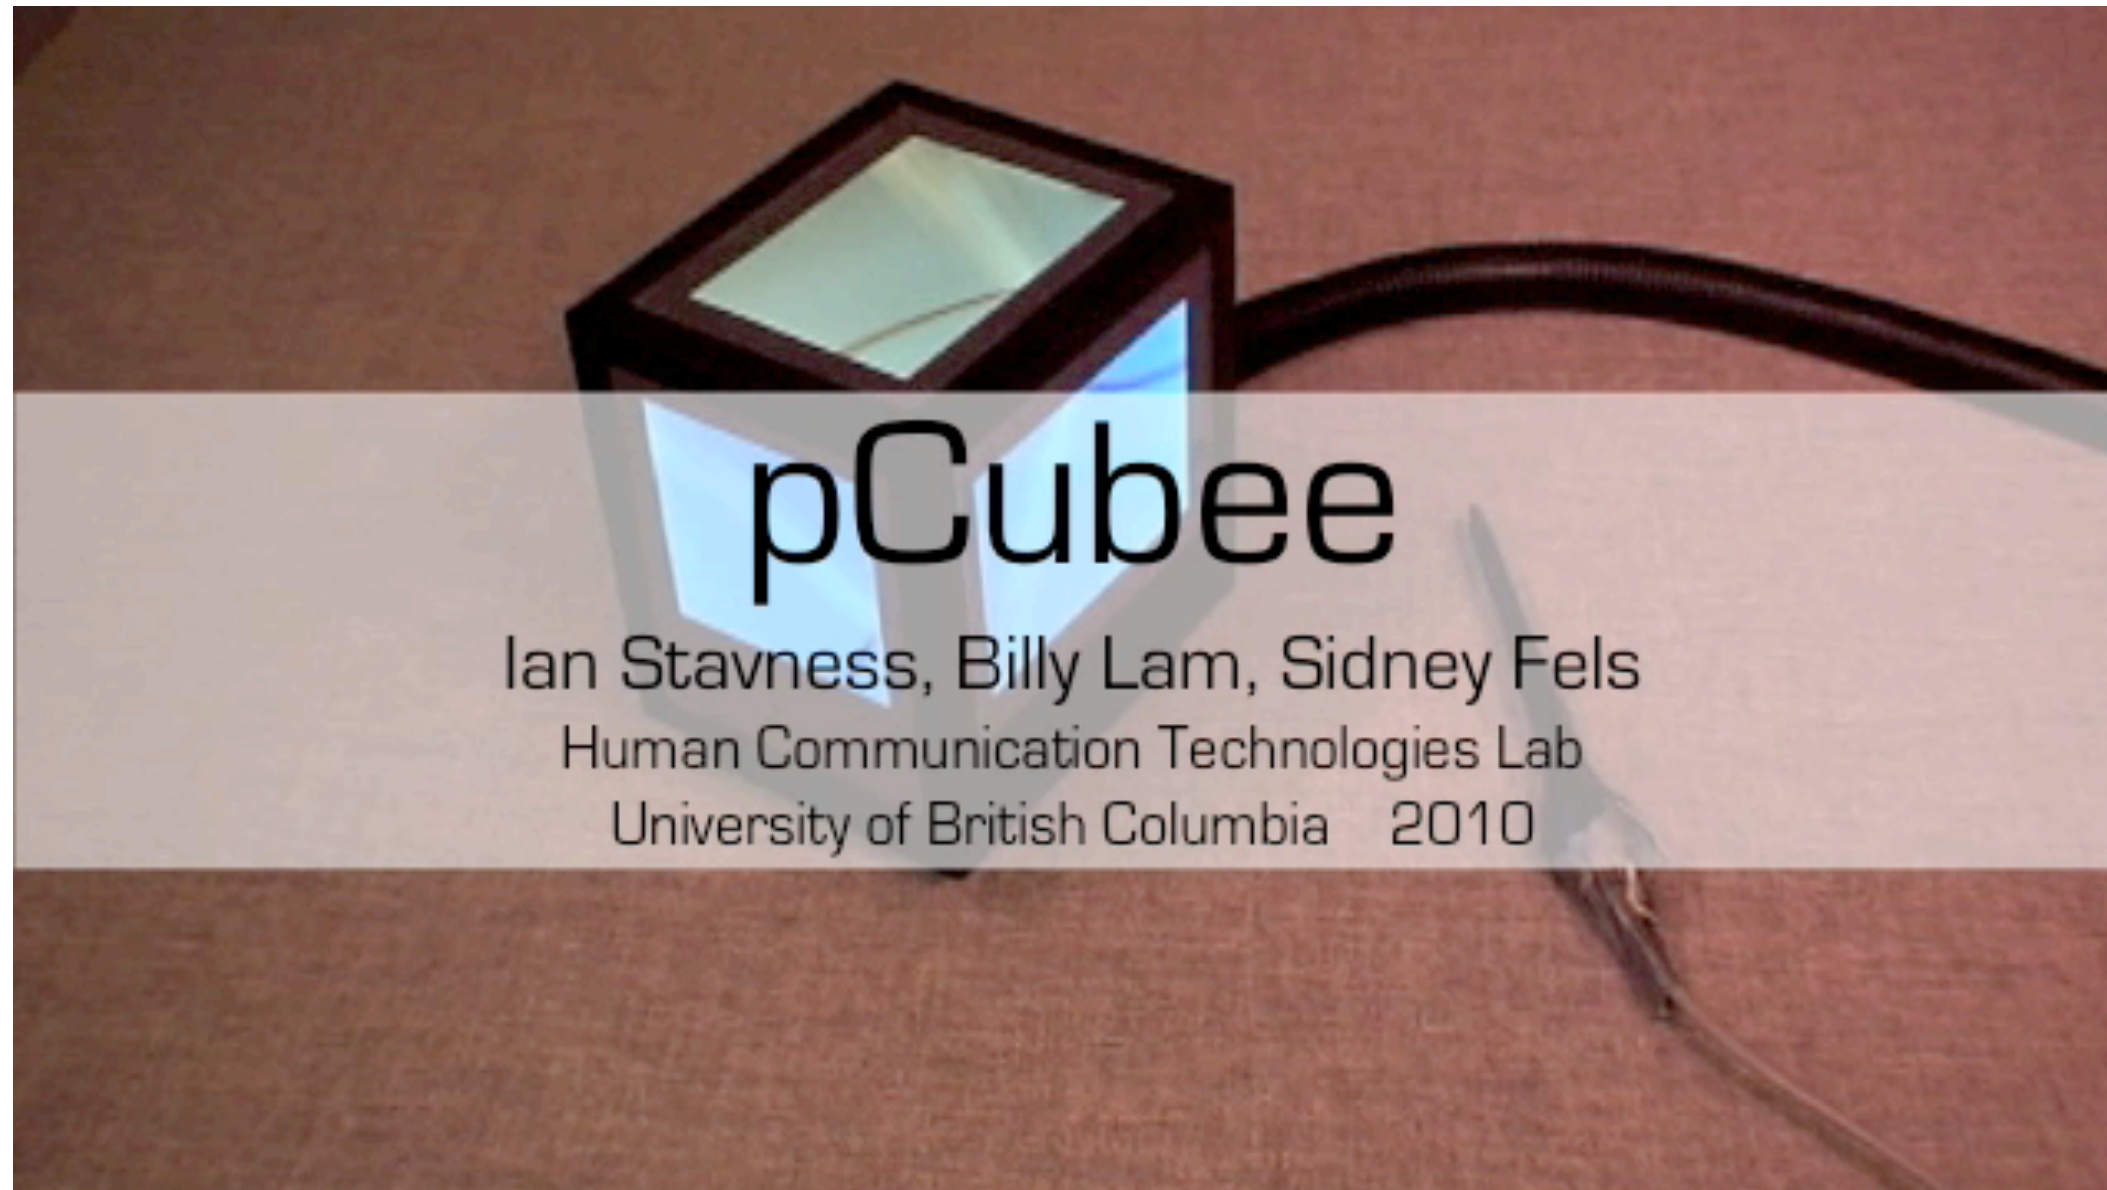 pCubee
Ian Stavness, Billy Lam, Sidney Fels
Human Communication Technologies Lab
University of British Columbia 2010